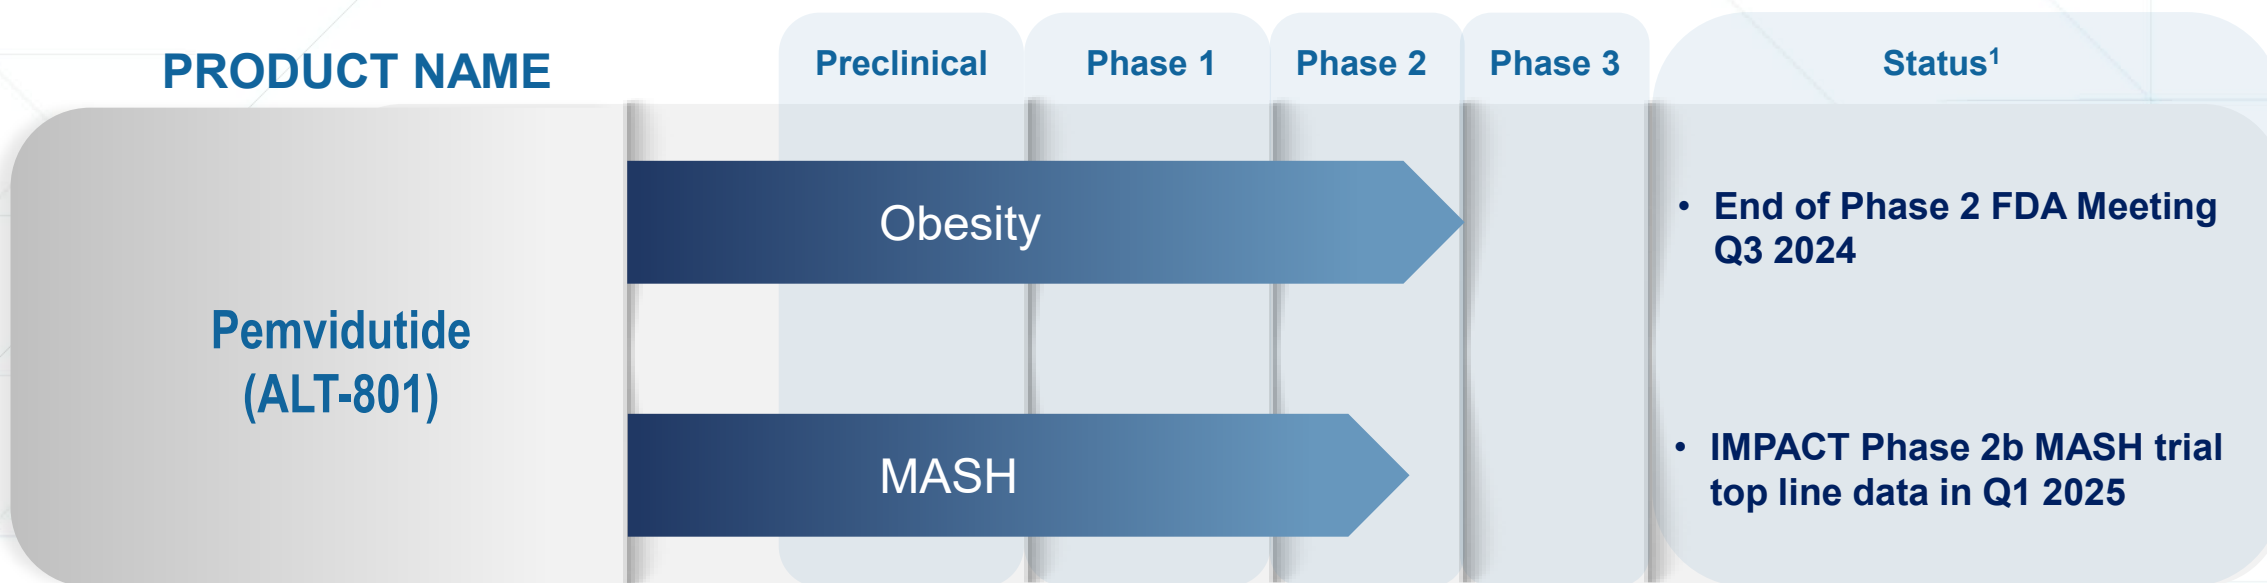 PRODUCT NAME
Preclinical
Phase 1
Phase 2
Phase 3
Status¹
Pemvidutide
(ALT-801)
Obesity
• End of Phase 2 FDA Meeting
Q3 2024
MASH
• IMPACT Phase 2b MASH trial
top line data in Q1 2025